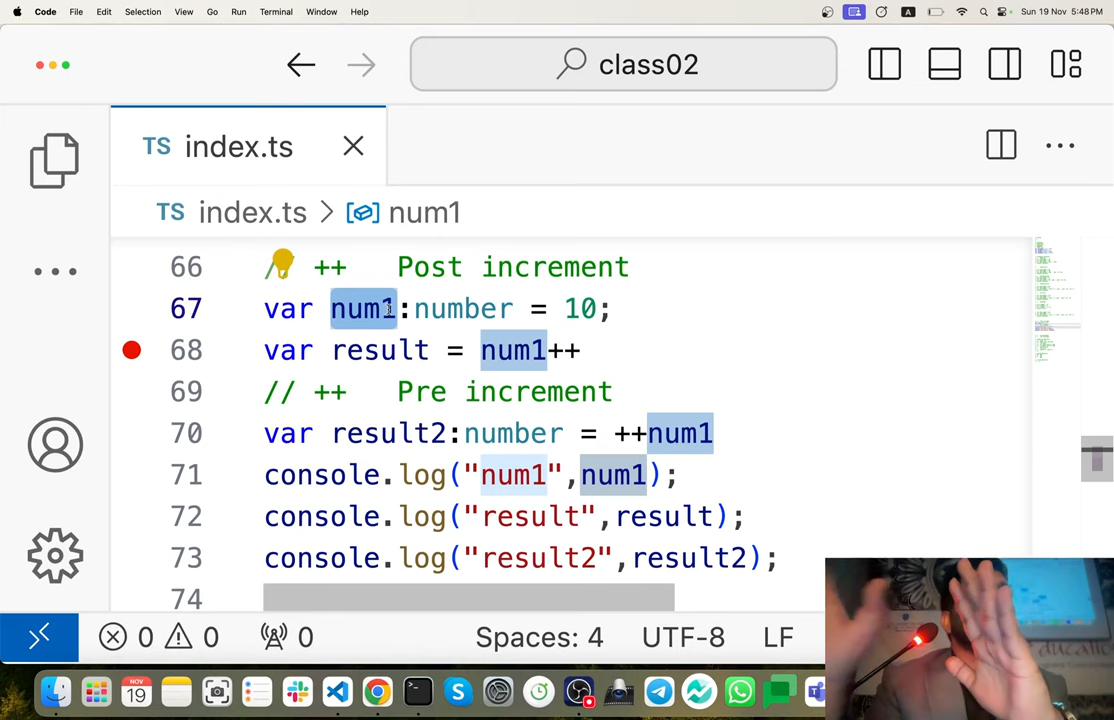 Code File Edit Selection View Go Run Terminal Window Help A Sun 19 Nov 5:48 PM
class02
TS index.ts
TS index.ts > num1
66 // ++ Post increment
67 var num1:number = 10;
68 var result = num1++
69 // ++ Pre increment
70 var result2:number = ++num1
71 console.log("num1",num1);
72 console.log("result",result);
73 console.log("result2",result2);
74
0 0 0 Spaces: 4 UTF-8 LF
NOV
19